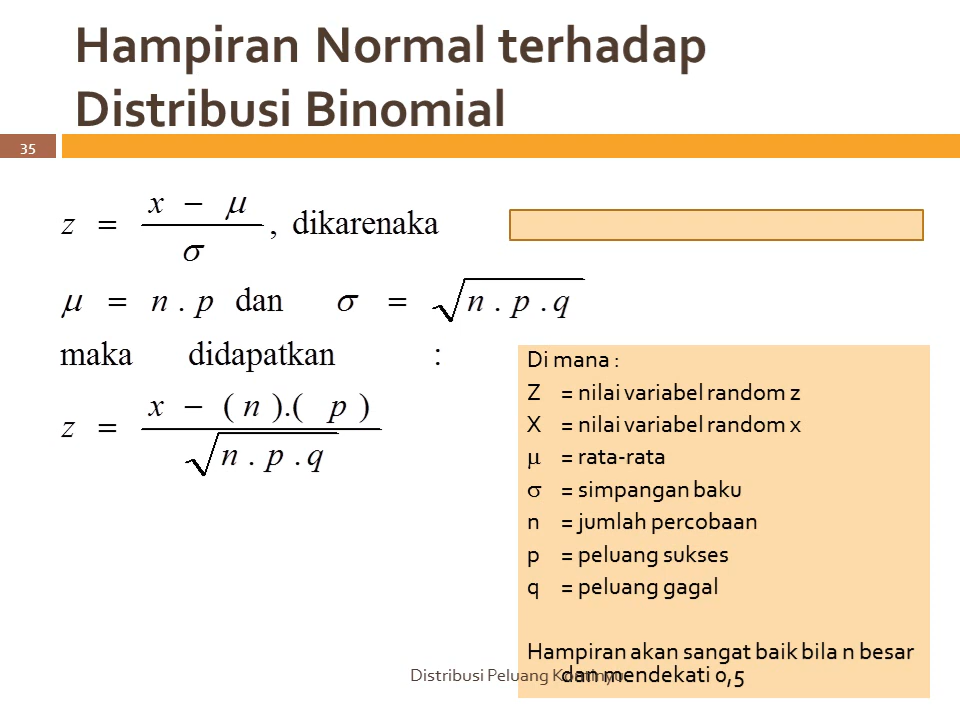 Hampiran Normal terhadap
Distribusi Binomial
35
z = (x − μ) / σ , dikarenaka
μ = n . p dan σ = √(n . p . q)
maka didapatkan :
z = (x − ( n ).( p )) / √(n . p . q)
Di mana :
Z = nilai variabel random z
X = nilai variabel random x
μ = rata-rata
σ = simpangan baku
n = jumlah percobaan
p = peluang sukses
q = peluang gagal
Hampiran akan sangat baik bila n besar
dan mendekati 0,5
Distribusi Peluang Kontinyu